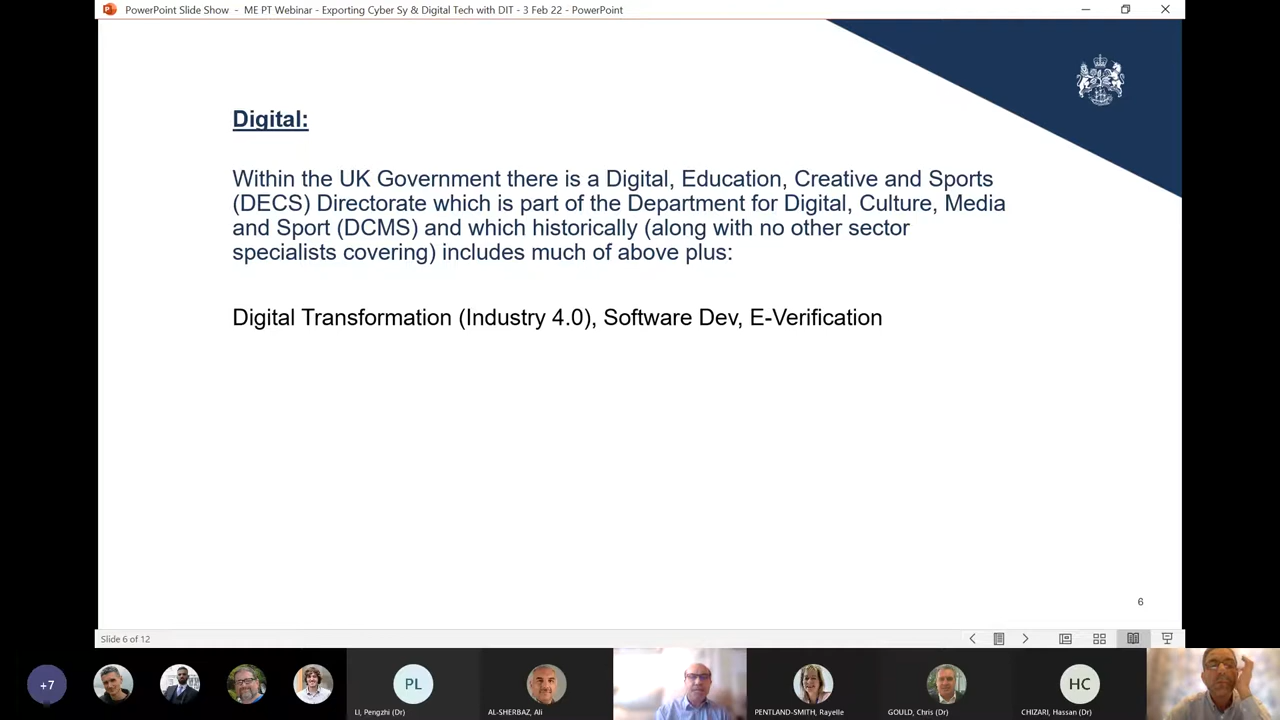 PowerPoint Slide Show - ME PT Webinar - Exporting Cyber Sy & Digital Tech with DIT - 3 Feb 22 - PowerPoint
Digital:
Within the UK Government there is a Digital, Education, Creative and Sports
(DECS) Directorate which is part of the Department for Digital, Culture, Media
and Sport (DCMS) and which historically (along with no other sector
specialists covering) includes much of above plus:
Digital Transformation (Industry 4.0), Software Dev, E-Verification
6
Slide 6 of 12
+7
PL
HC
LI, Pengzhi (Dr)
AL-SHERBAZ, Ali
PENTLAND-SMITH, Rayelle
GOULD, Chris (Dr)
CHIZARI, Hassan (Dr)